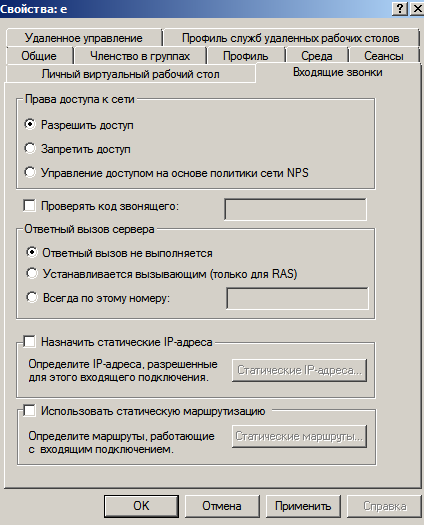 Свойства: e
Удаленное управление
Профиль служб удаленных рабочих столов
Общие
Членство в группах
Профиль
Среда
Сеансы
Личный виртуальный рабочий стол
Входящие звонки
Права доступа к сети
Разрешить доступ
Запретить доступ
Управление доступом на основе политики сети NPS
Проверять код звонящего:
Ответный вызов сервера
Ответный вызов не выполняется
Устанавливается вызывающим (только для RAS)
Всегда по этому номеру:
Назначить статические IP-адреса
Определите IP-адреса, разрешенные
для этого входящего подключения.
Статические IP-адреса...
Использовать статическую маршрутизацию
Определите маршруты, работающие
с входящим подключением.
Статические маршруты...
OK
Отмена
Применить
Справка